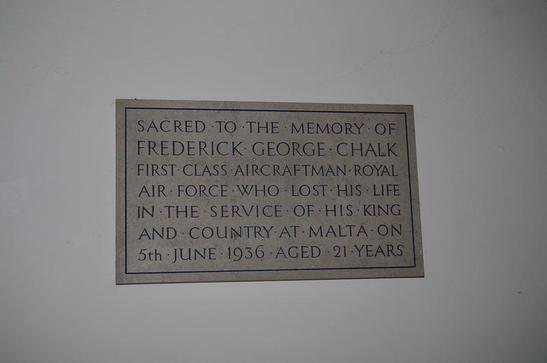 SACRED·TO·THE·MEMORY·OF
FREDERICK·GEORGE·CHALK
FIRST·CLASS·AIRCRAFTMAN·ROYAL
AIR·FORCE·WHO·LOST·HIS·LIFE
IN·THE·SERVICE·OF·HIS·KING
AND·COUNTRY·AT·MALTA·ON
5th·JUNE·1936·AGED·21·YEARS